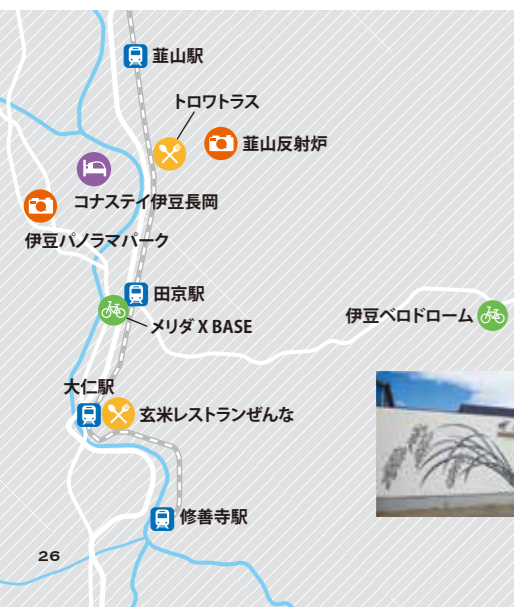 韮山駅
トロワトラス
韮山反射炉
コナステイ伊豆長岡
伊豆パノラマパーク
田京駅
伊豆ベロドローム
メリダ X BASE
大仁駅
玄米レストランぜんな
修善寺駅
26